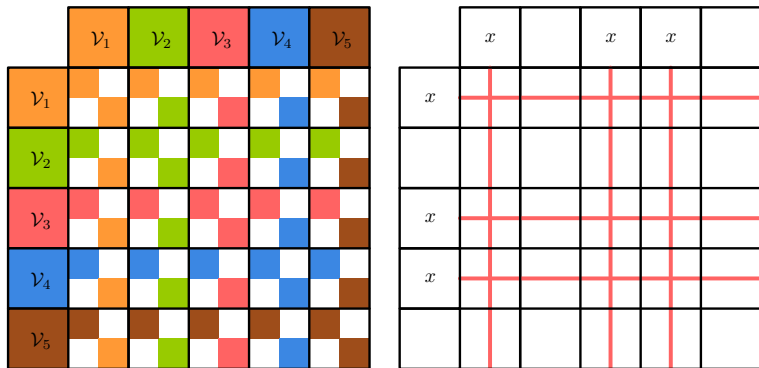 𝒱₁ 𝒱₂ 𝒱₃ 𝒱₄ 𝒱₅ x x x
𝒱₁ x
𝒱₂
𝒱₃ x
𝒱₄ x
𝒱₅